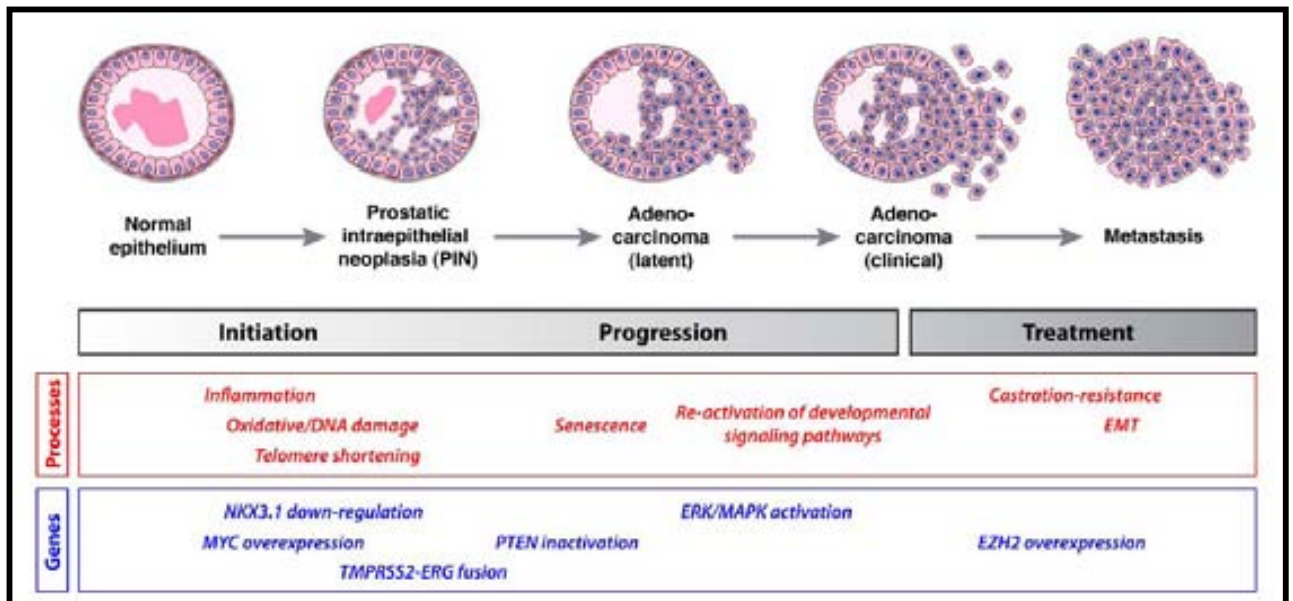 Normal
epithelium
Prostatic
intraepithelial
neoplasia (PIN)
Adeno-
carcinoma
(latent)
Adeno-
carcinoma
(clinical)
Metastasis
Initiation
Progression
Treatment
Processes
Inflammation
Oxidative/DNA damage
Telomere shortening
Senescence
Re-activation of developmental
signaling pathways
Castration-resistance
EMT
Genes
NKX3.1 down-regulation
MYC overexpression
TMPRSS2-ERG fusion
PTEN inactivation
ERK/MAPK activation
EZH2 overexpression